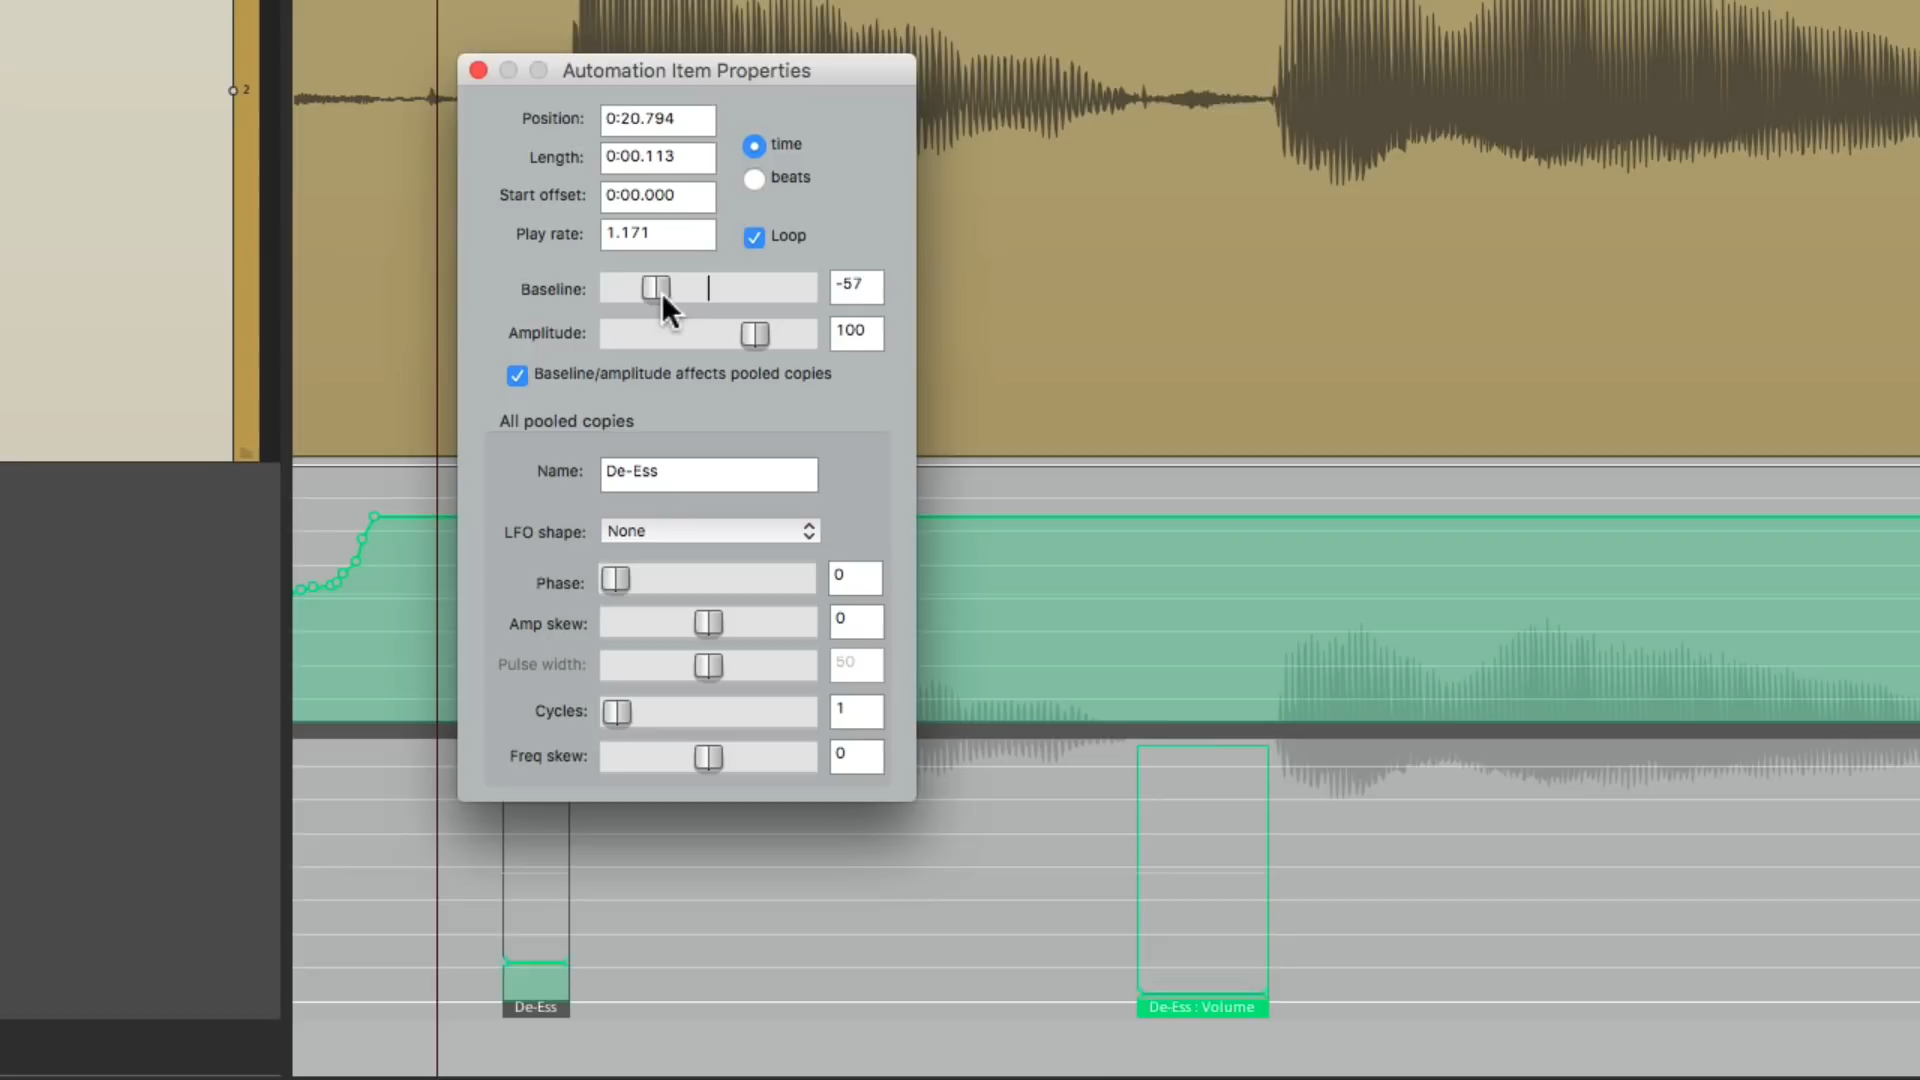 2
Automation Item Properties
Position: 0:20.794
time
Length: 0:00.113
beats
Start offset: 0:00.000
Play rate: 1.171
Loop
Baseline: -57
Amplitude: 100
Baseline/amplitude affects pooled copies
All pooled copies
Name: De-Ess
LFO shape: None
Phase: 0
Amp skew: 0
Pulse width: 50
Cycles: 1
Freq skew: 0
De-Ess
De-Ess : Volume